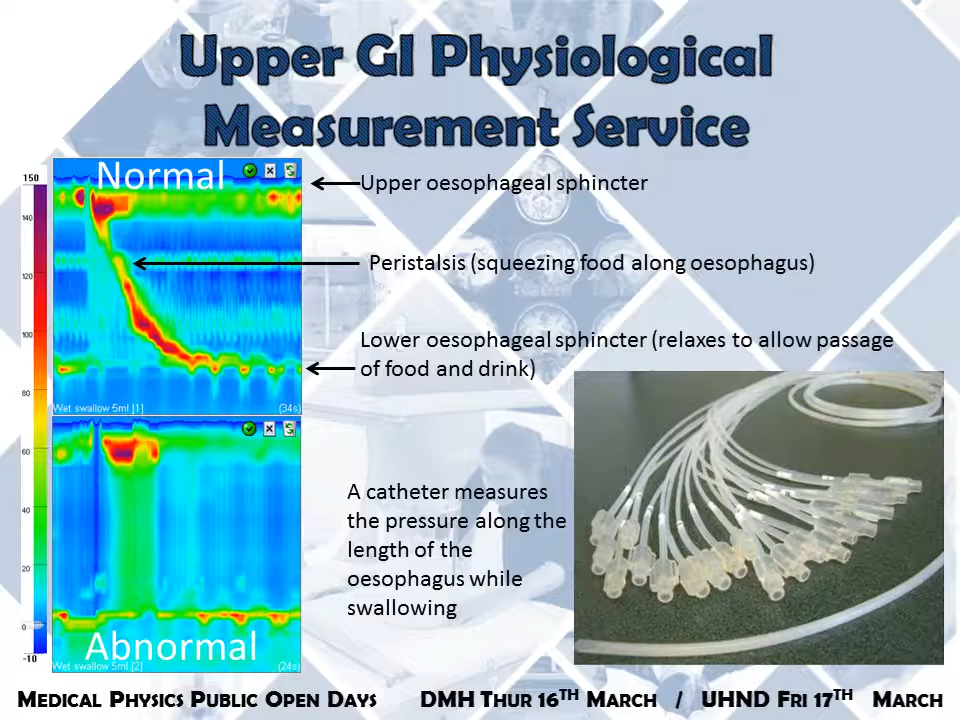 Upper GI Physiological
Measurement Service
Normal
150
140
120
100
80
60
40
20
0
-10
Wet swallow 5ml [1] (34s)
Upper oesophageal sphincter
Peristalsis (squeezing food along oesophagus)
Lower oesophageal sphincter (relaxes to allow passage
of food and drink)
A catheter measures
the pressure along the
length of the
oesophagus while
swallowing
Abnormal
Wet swallow 5ml [2] (24s)
MEDICAL PHYSICS PUBLIC OPEN DAYS DMH THUR 16TH MARCH / UHND FRI 17TH MARCH